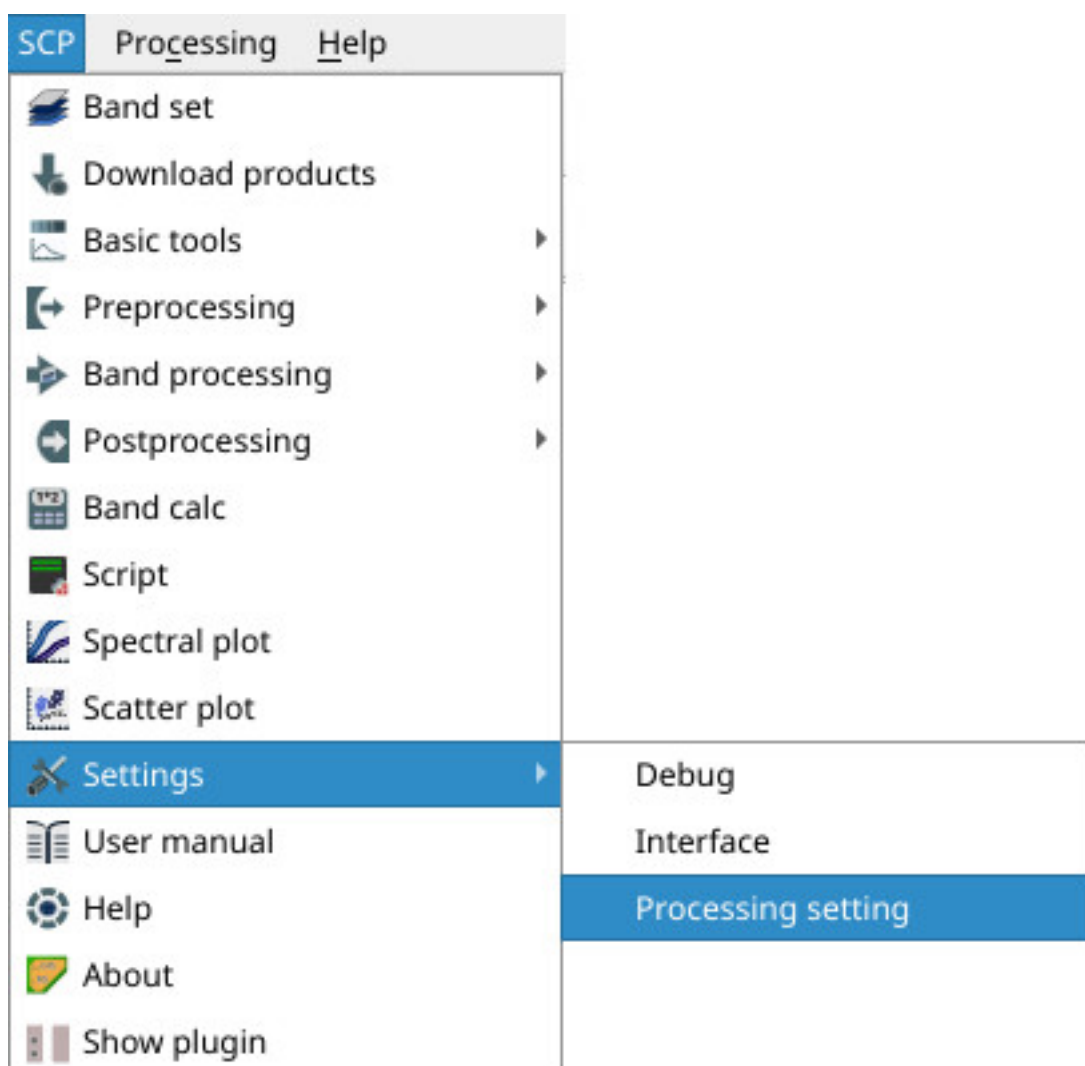 SCP Processing Help
Band set
Download products
Basic tools
Preprocessing
Band processing
Postprocessing
Band calc
Script
Spectral plot
Scatter plot
Settings Debug
User manual Interface
Help Processing setting
About
Show plugin